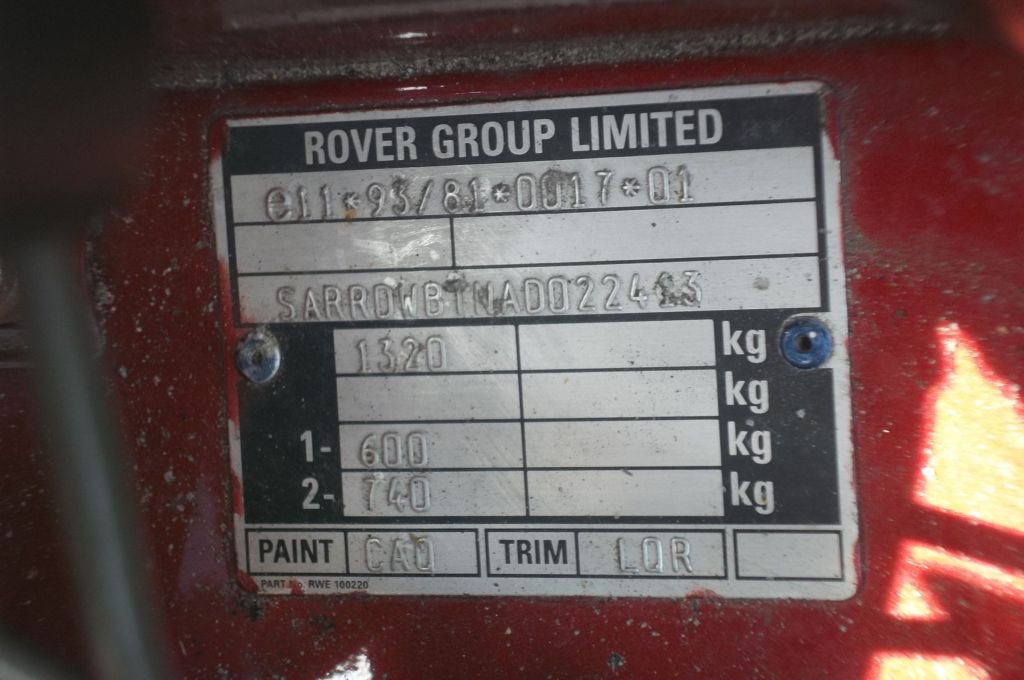 ROVER GROUP LIMITED
e11*93/81*0017*01
SARRDWBTNAD022413
1320 kg
kg
1- 600 kg
2- 740 kg
PAINT CAQ TRIM LQR
PART No. RWE 100220